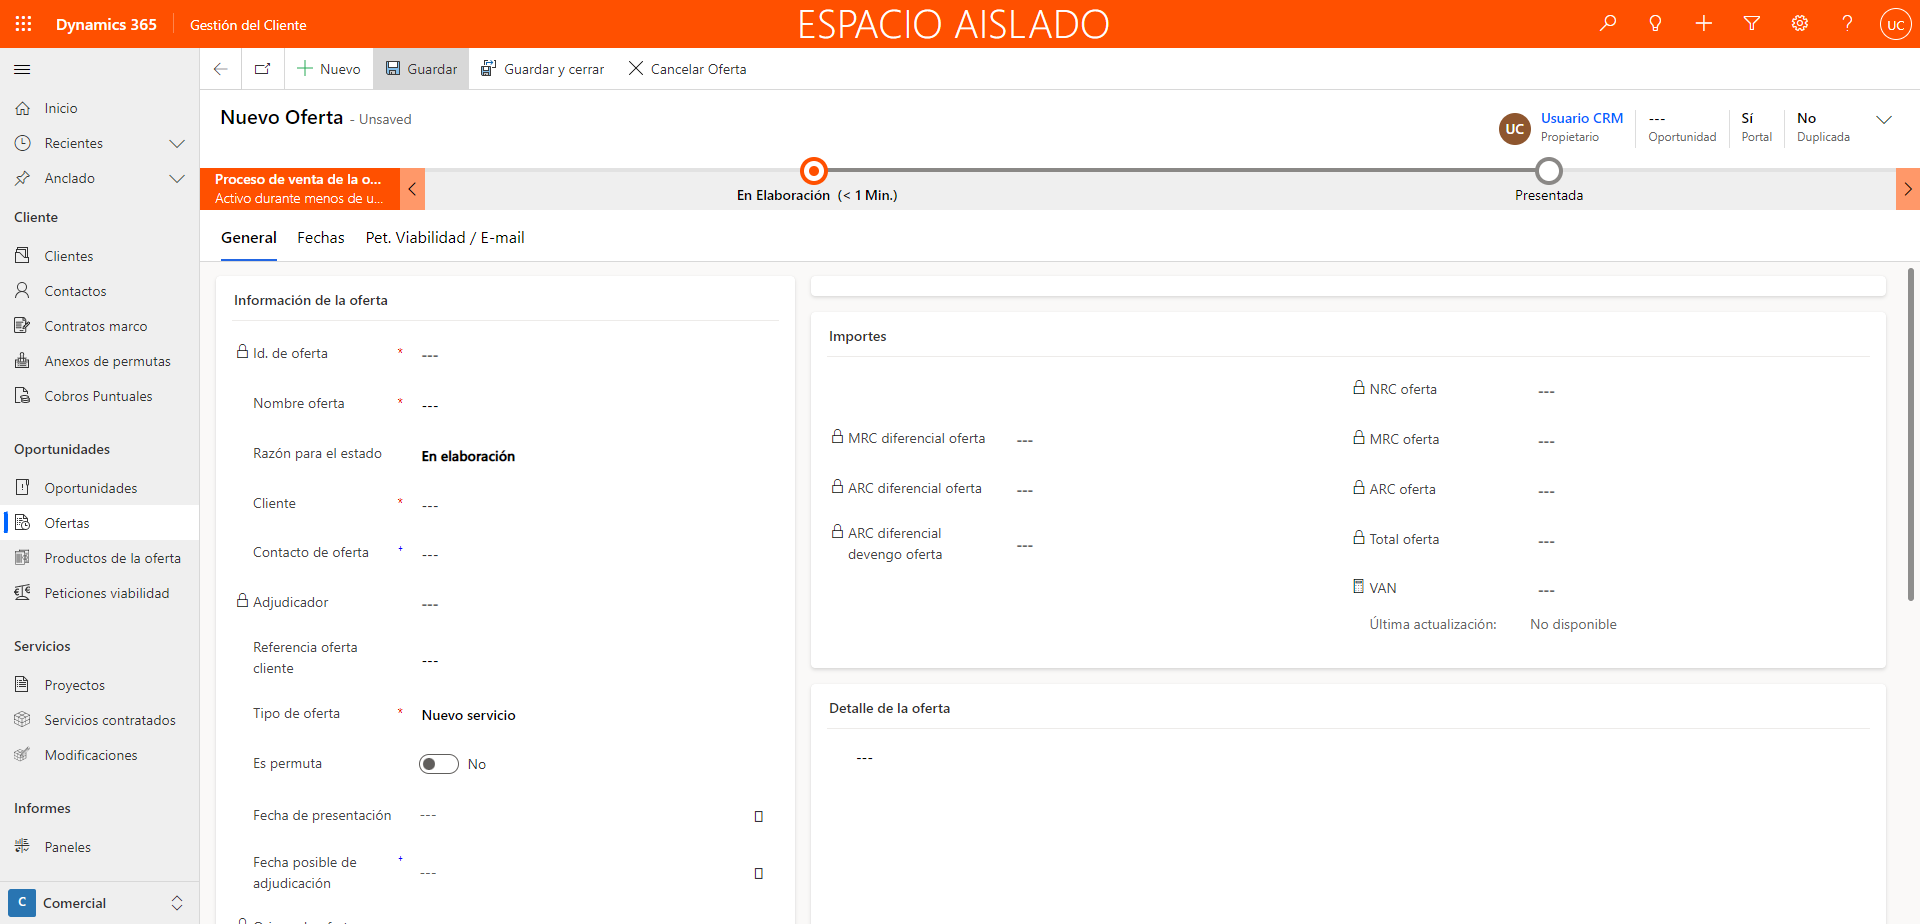 Dynamics 365
Gestión del Cliente
ESPACIO AISLADO
UC
Nuevo
Guardar
Guardar y cerrar
Cancelar Oferta
Inicio
Recientes
Anclado
Cliente
Clientes
Contactos
Contratos marco
Anexos de permutas
Cobros Puntuales
Oportunidades
Oportunidades
Ofertas
Productos de la oferta
Peticiones viabilidad
Servicios
Proyectos
Servicios contratados
Modificaciones
Informes
Paneles
C Comercial
Nuevo Oferta - Unsaved
UC
Usuario CRM
Propietario
---
Oportunidad
Sí
Portal
No
Duplicada
Proceso de venta de la o...
Activo durante menos de u...
En Elaboración (< 1 Min.)
Presentada
General
Fechas
Pet. Viabilidad / E-mail
Información de la oferta
Id. de oferta * ---
Nombre oferta * ---
Razón para el estado En elaboración
Cliente * ---
Contacto de oferta + ---
Adjudicador ---
Referencia oferta
cliente
---
Tipo de oferta * Nuevo servicio
Es permuta No
Fecha de presentación ---
Fecha posible de
adjudicación
+ ---
Importes
MRC diferencial oferta ---
ARC diferencial oferta ---
ARC diferencial
devengo oferta
---
NRC oferta ---
MRC oferta ---
ARC oferta ---
Total oferta ---
VAN ---
Última actualización: No disponible
Detalle de la oferta
---